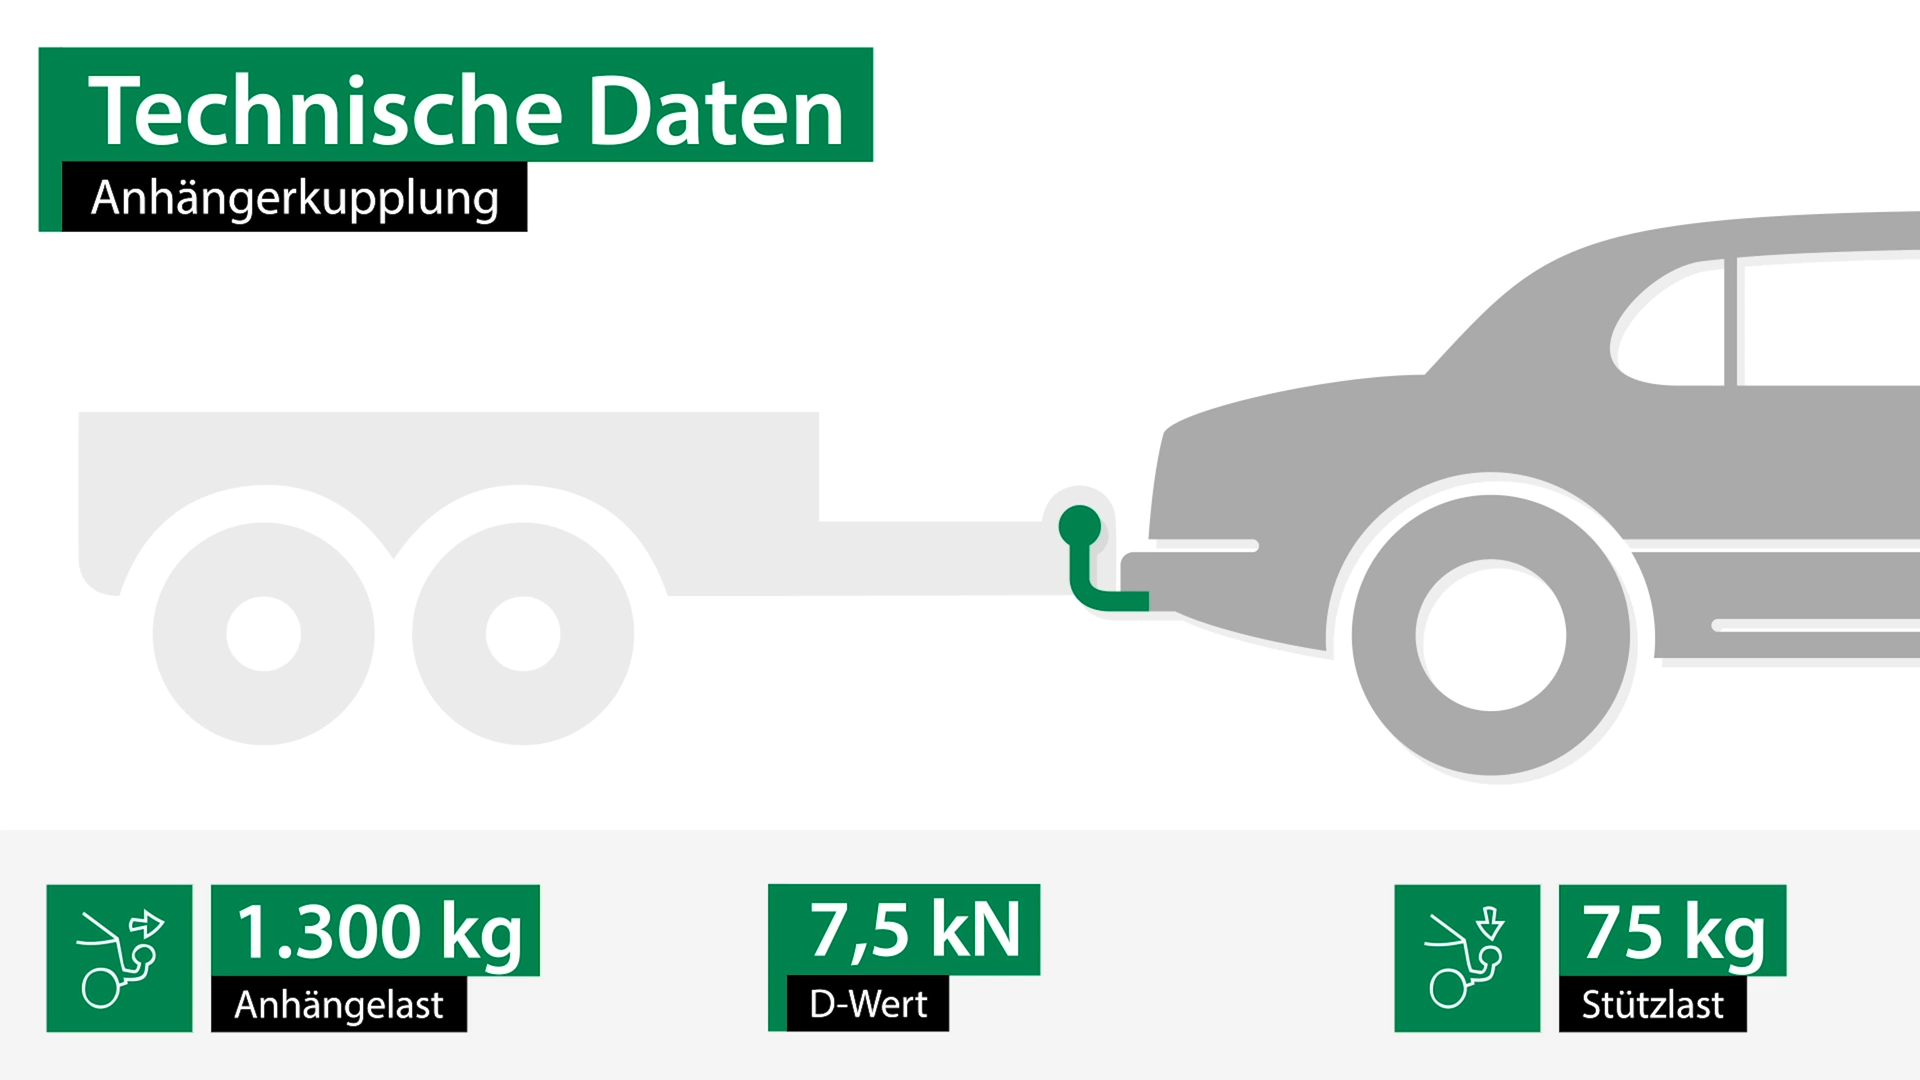 Technische Daten
Anhängerkupplung
1.300 kg
Anhängelast
7,5 kN
D-Wert
75 kg
Stützlast